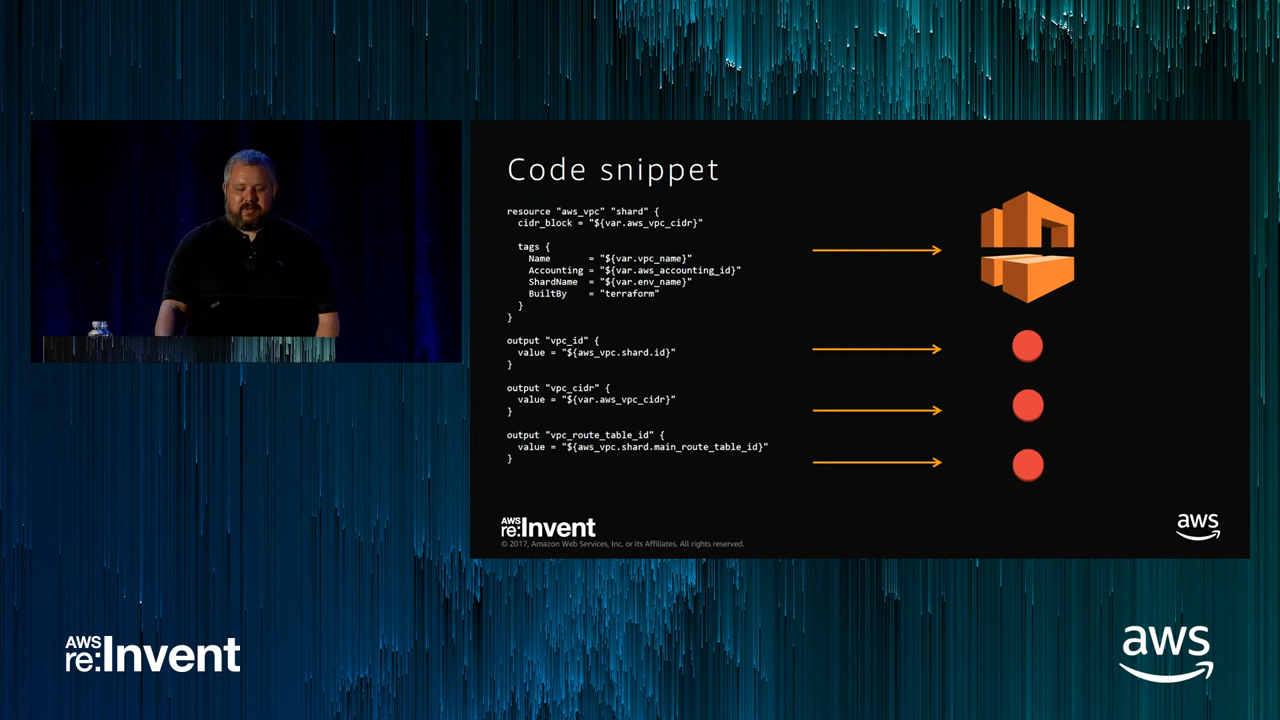 Code snippet
resource "aws_vpc" "shard" {
  cidr_block = "${var.aws_vpc_cidr}"
  tags {
    Name       = "${var.vpc_name}"
    Accounting = "${var.aws_accounting_id}"
    ShardName  = "${var.env_name}"
    BuiltBy    = "terraform"
  }
}
output "vpc_id" {
  value = "${aws_vpc.shard.id}"
}
output "vpc_cidr" {
  value = "${var.aws_vpc_cidr}"
}
output "vpc_route_table_id" {
  value = "${aws_vpc.shard.main_route_table_id}"
}
AWS
re:Invent
© 2017, Amazon Web Services, Inc. or its Affiliates. All rights reserved.
aws
AWS
re:Invent
aws